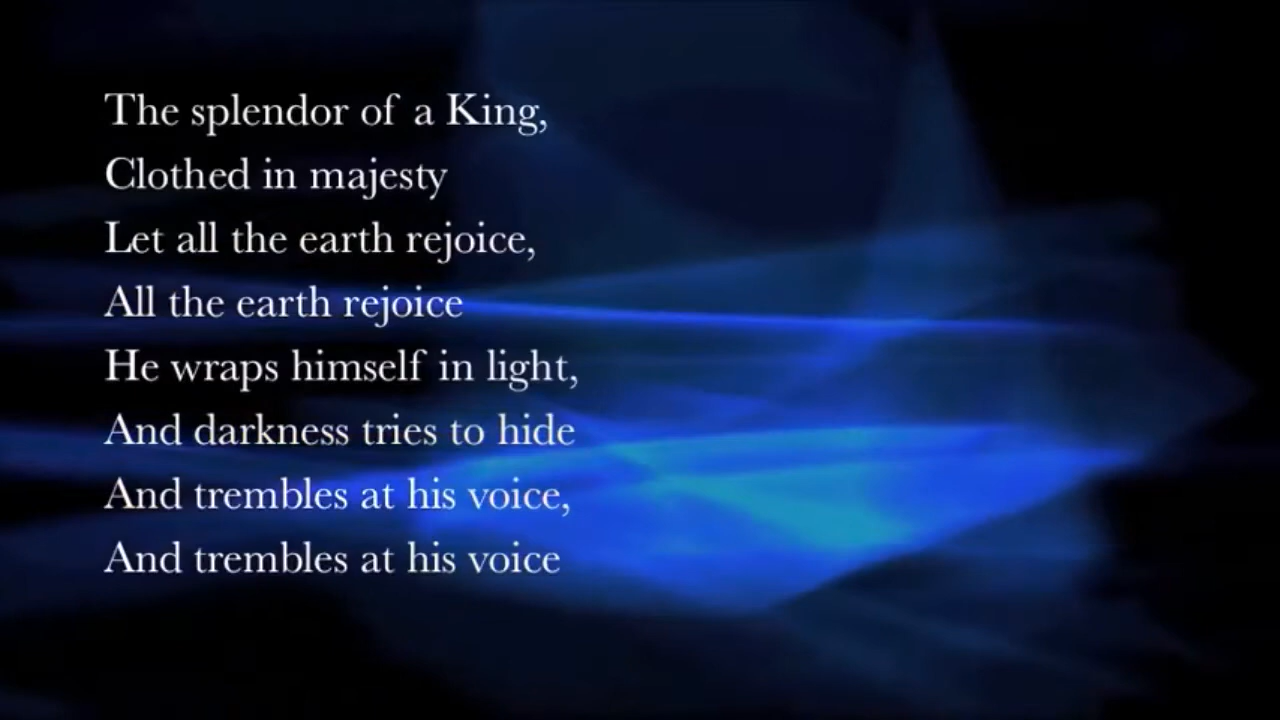 The splendor of a King,
Clothed in majesty
Let all the earth rejoice,
All the earth rejoice
He wraps himself in light,
And darkness tries to hide
And trembles at his voice,
And trembles at his voice